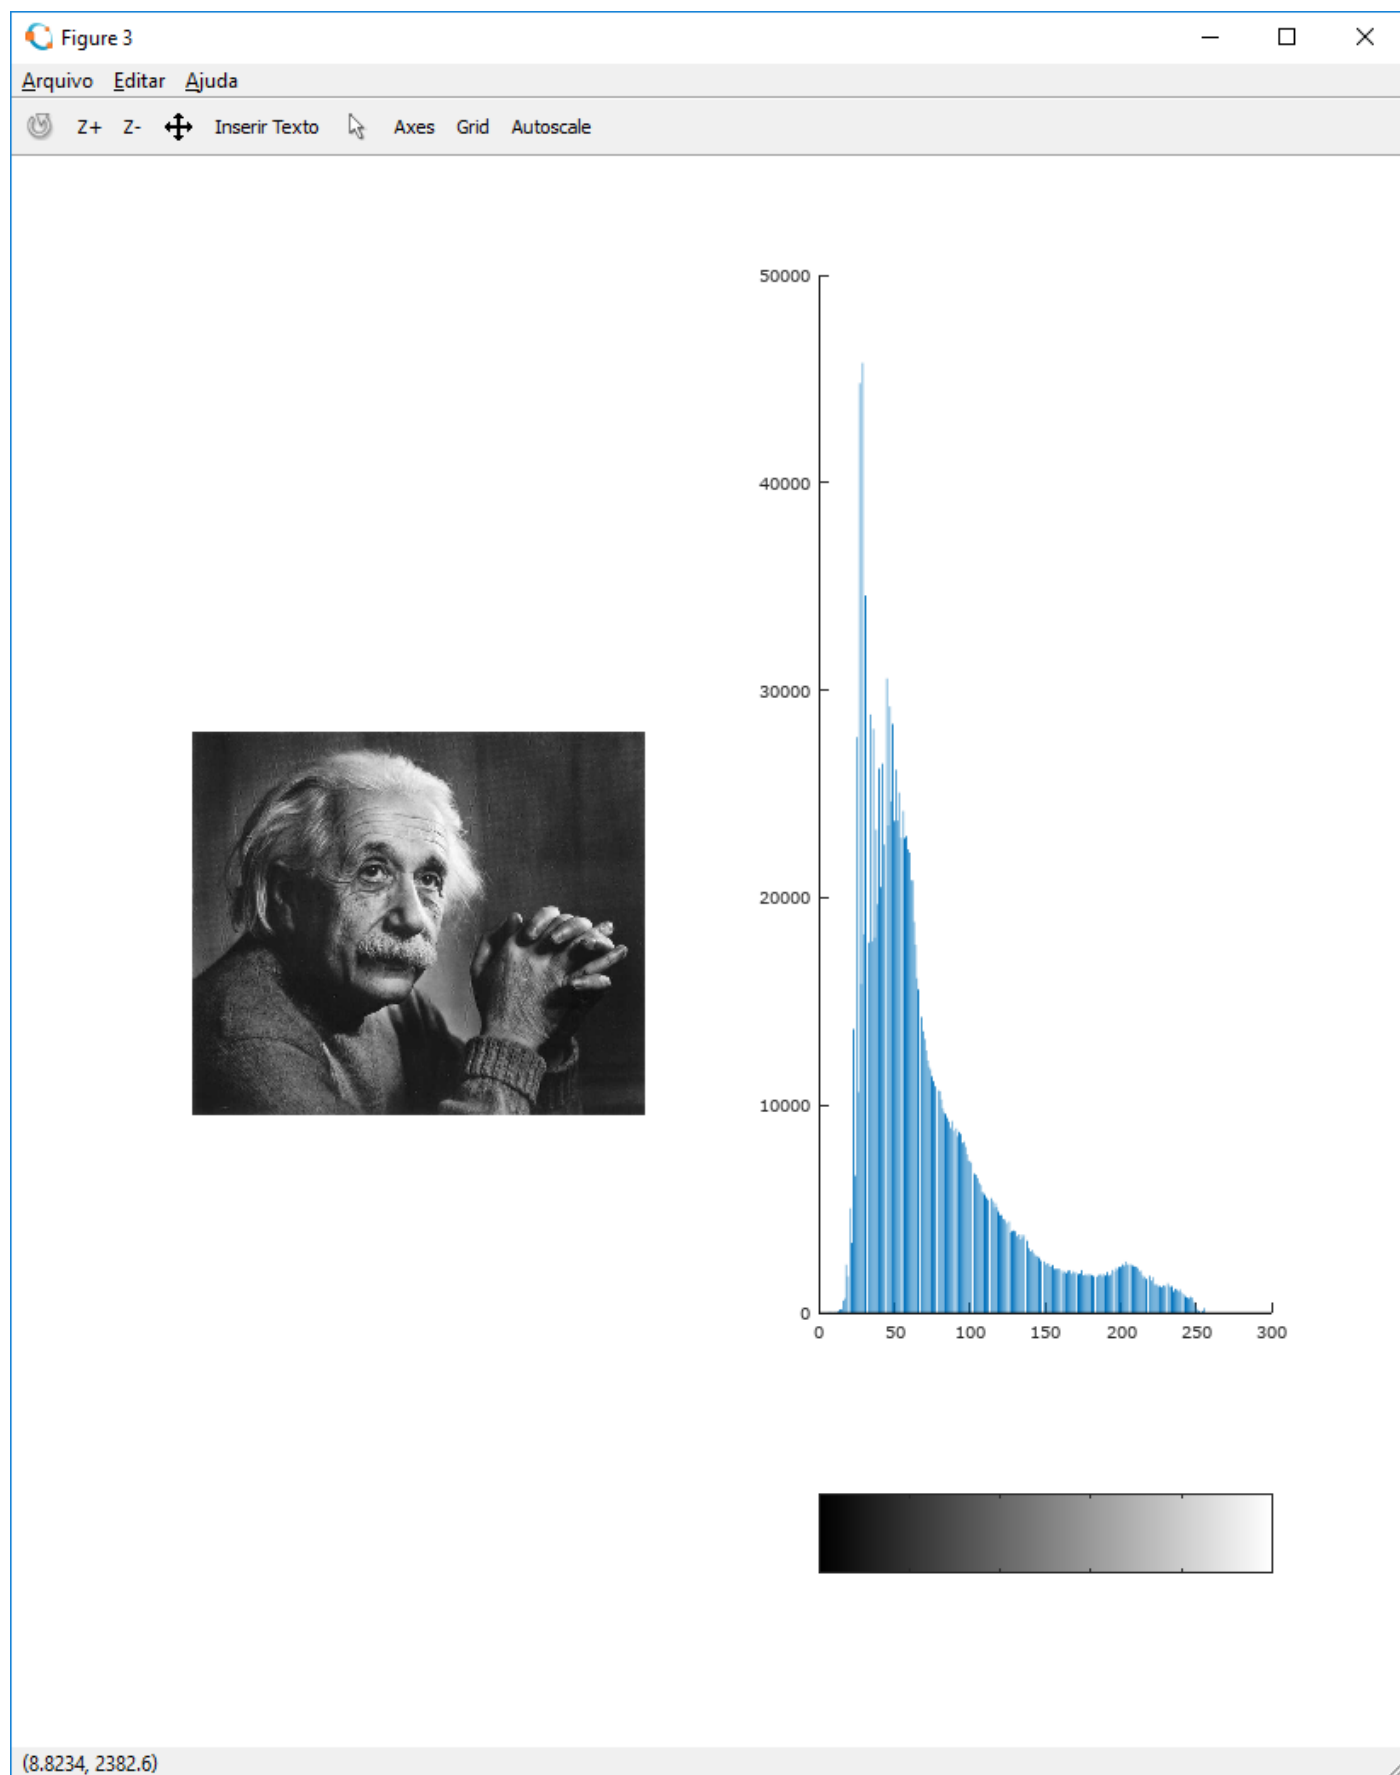 Figure 3
Arquivo Editar Ajuda
Z+ Z- Inserir Texto Axes Grid Autoscale
50000
40000
30000
20000
10000
0
0 50 100 150 200 250 300
(8.8234, 2382.6)